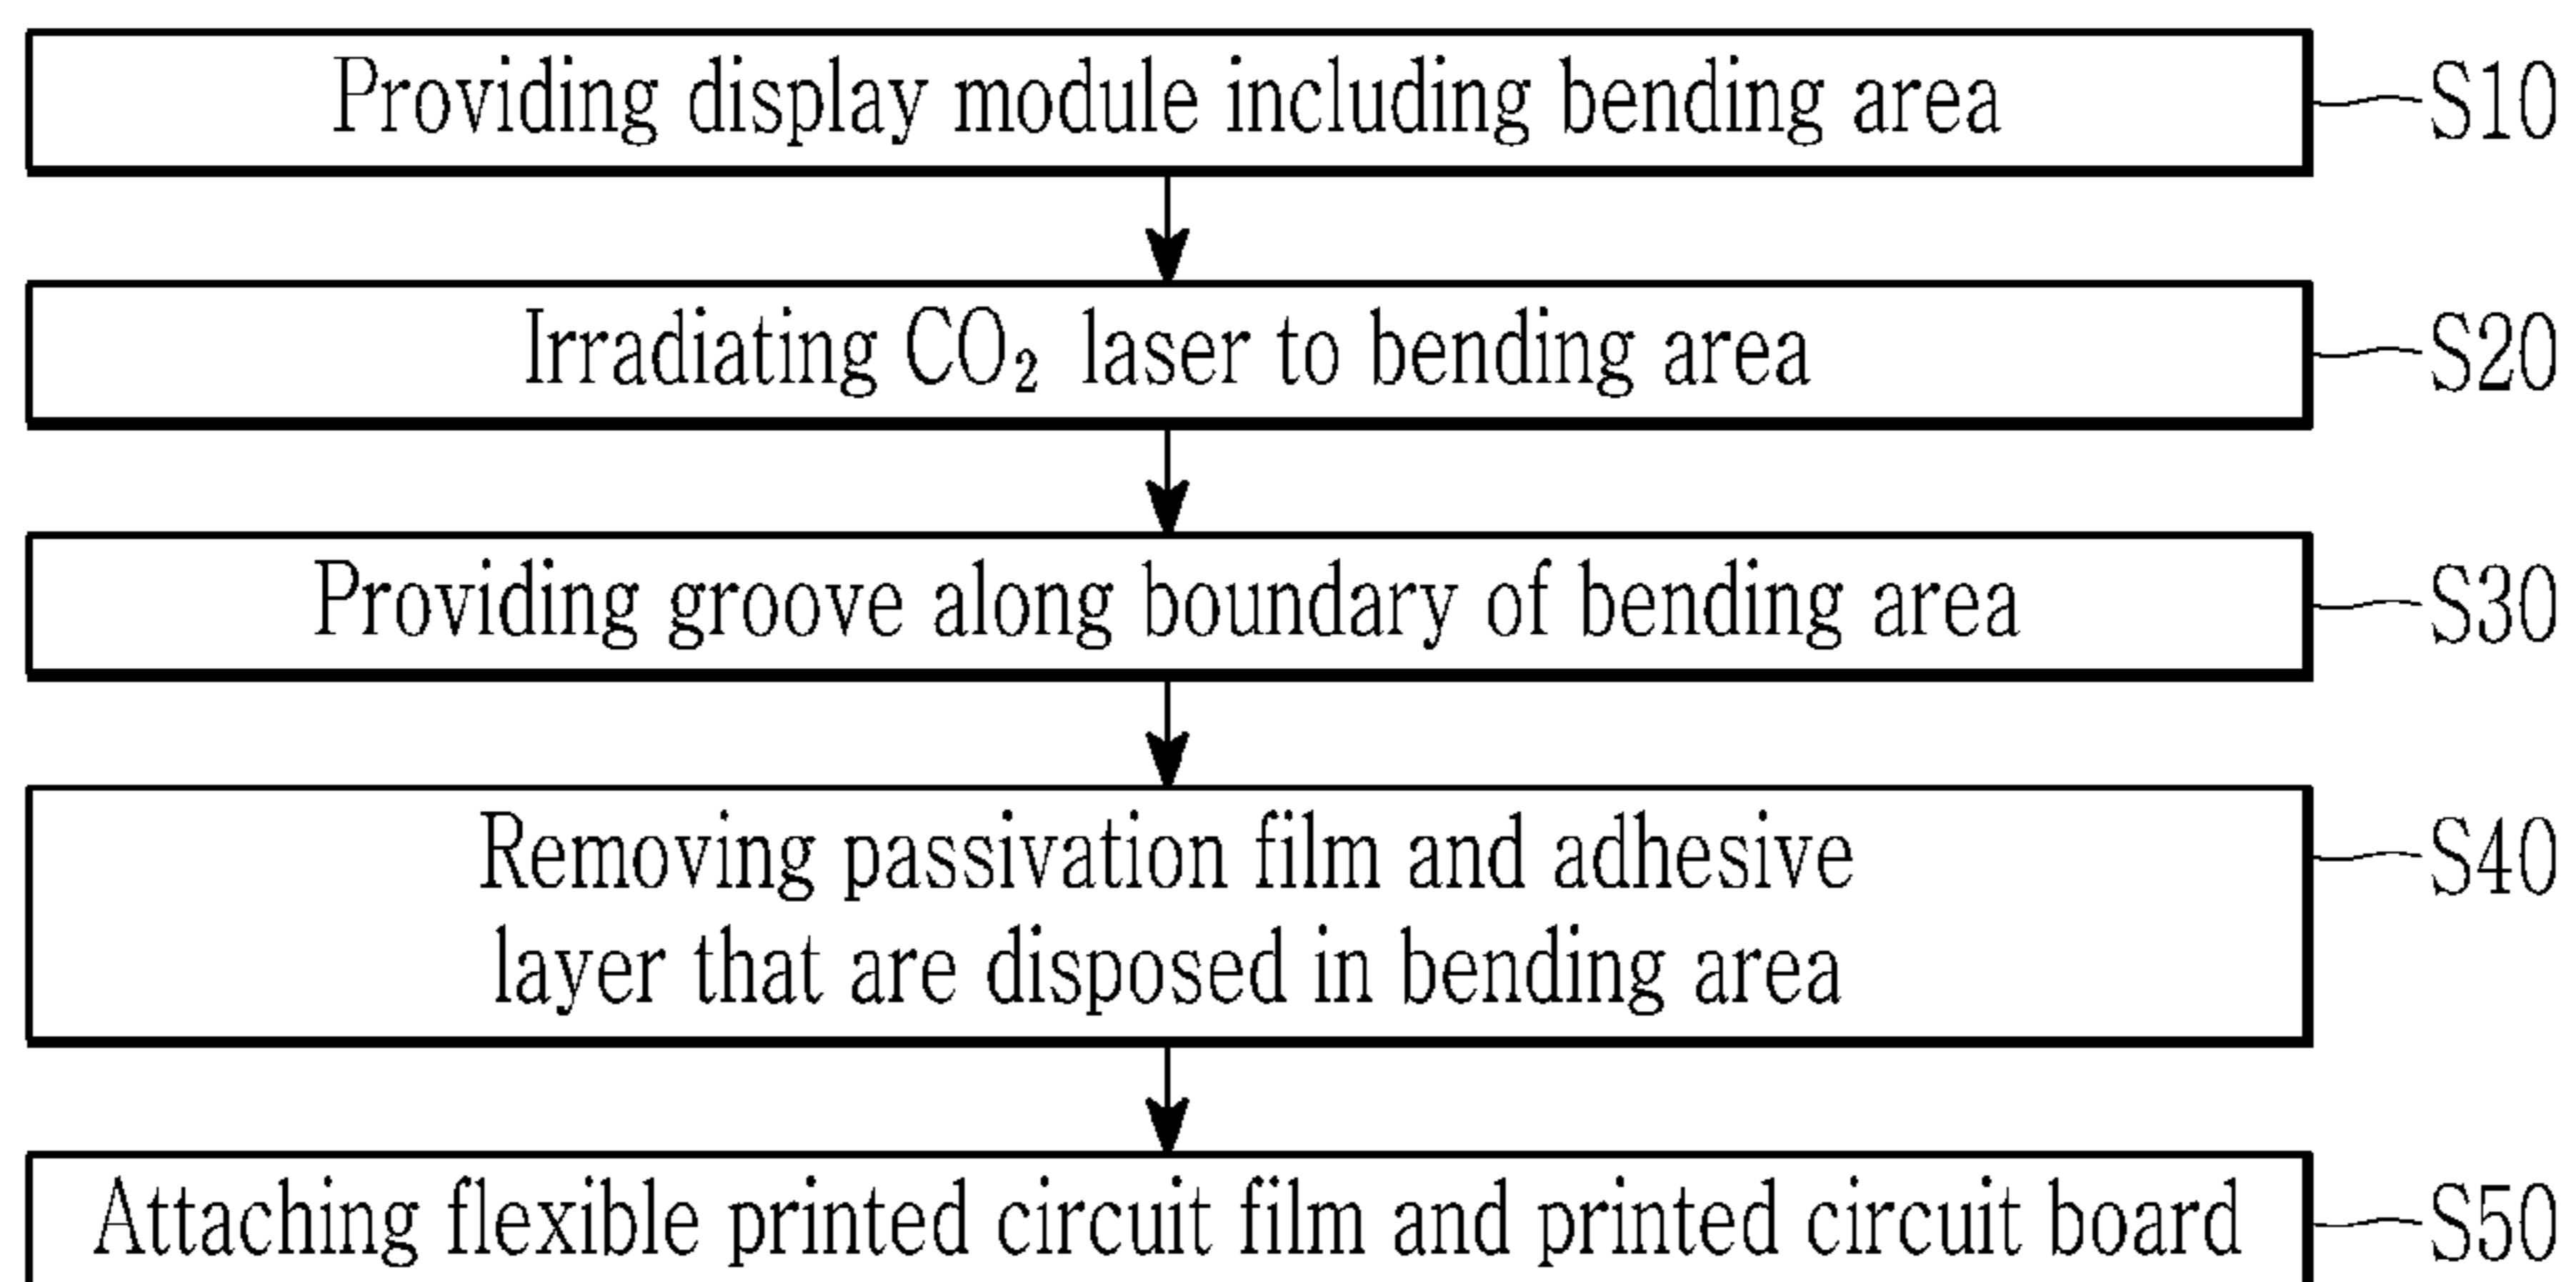 Providing display module including bending area
S10
Irradiating CO₂ laser to bending area
S20
Providing groove along boundary of bending area
S30
Removing passivation film and adhesive
layer that are disposed in bending area
S40
Attaching flexible printed circuit film and printed circuit board
S50